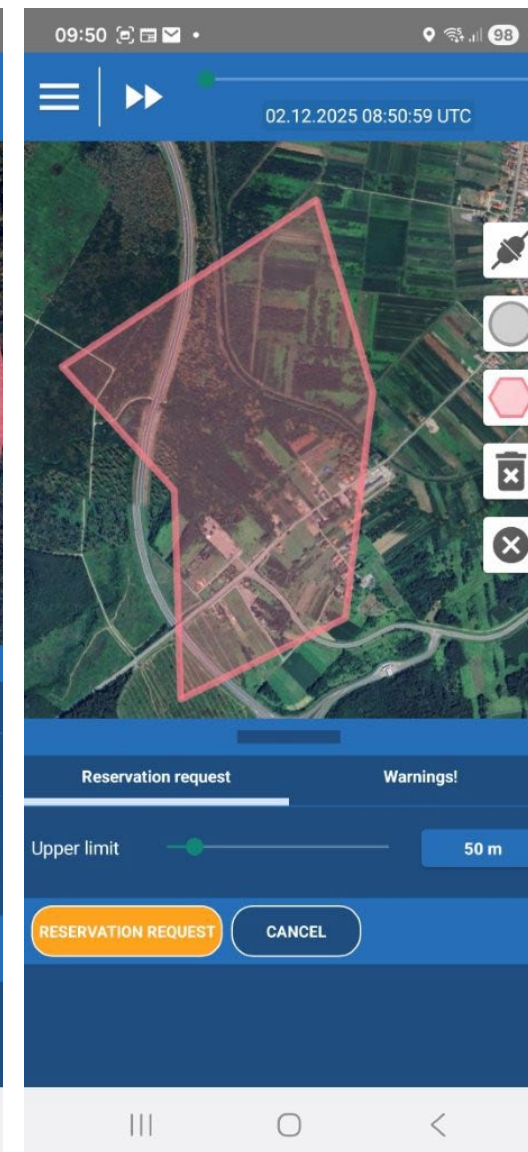 09:50
98
02.12.2025 08:50:59 UTC
Reservation request
Warnings!
Upper limit
50 m
RESERVATION REQUEST
CANCEL